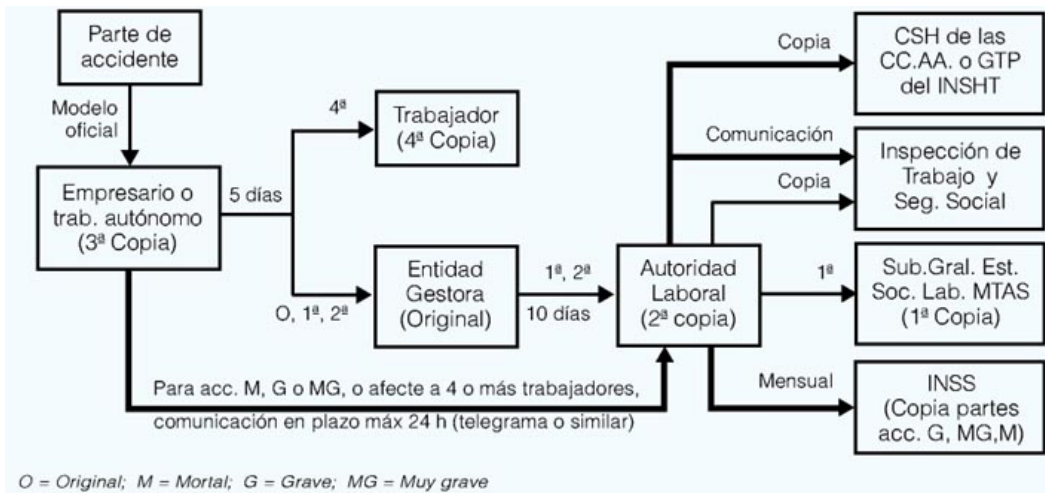 Parte de
accidente
Modelo
oficial
Empresario o
trab. autónomo
(3ª Copia)
5 días
4ª
Trabajador
(4ª Copia)
O, 1ª, 2ª
Entidad
Gestora
(Original)
1ª, 2ª
10 días
Autoridad
Laboral
(2ª copia)
Para acc. M, G o MG, o afecte a 4 o más trabajadores,
comunicación en plazo máx 24 h (telegrama o similar)
Copia
CSH de las
CC.AA. o GTP
del INSHT
Comunicación
Copia
Inspección de
Trabajo y
Seg. Social
1ª
Sub.Gral. Est.
Soc. Lab. MTAS
(1ª Copia)
Mensual
INSS
(Copia partes
acc. G, MG,M)
O = Original; M = Mortal; G = Grave; MG = Muy grave